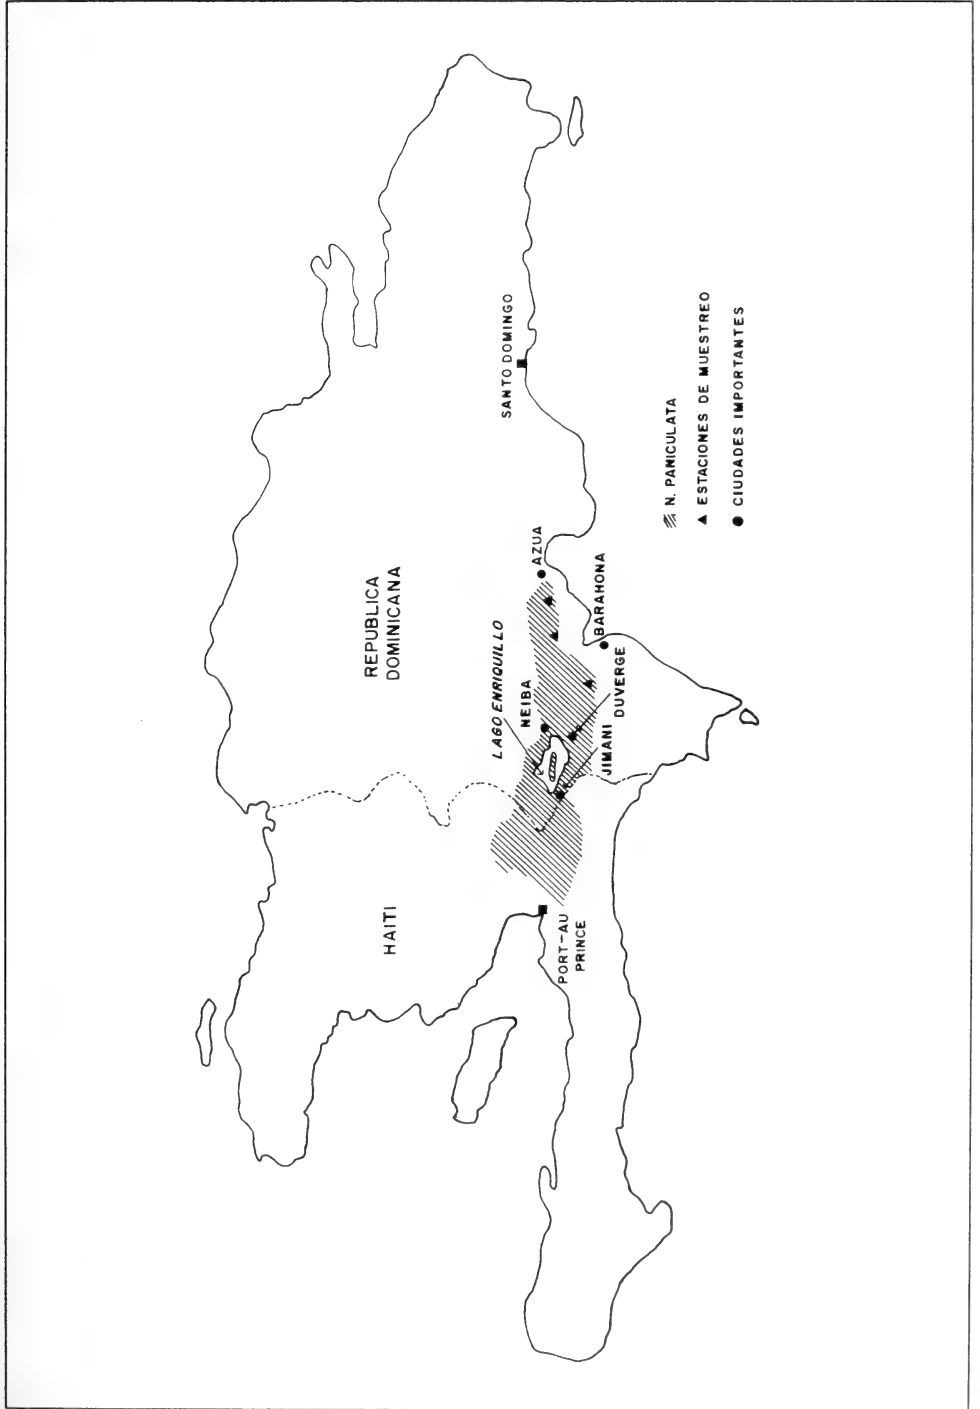 REPUBLICA
DOMINICANA
HAITI
SANTO DOMINGO
AZUA
LAGO ENRIQUILLO
NEIBA
BARAHONA
DUVERGE
JIMANI
PORT-AU
PRINCE
N. PANICULATA
ESTACIONES DE MUESTREO
CIUDADES IMPORTANTES